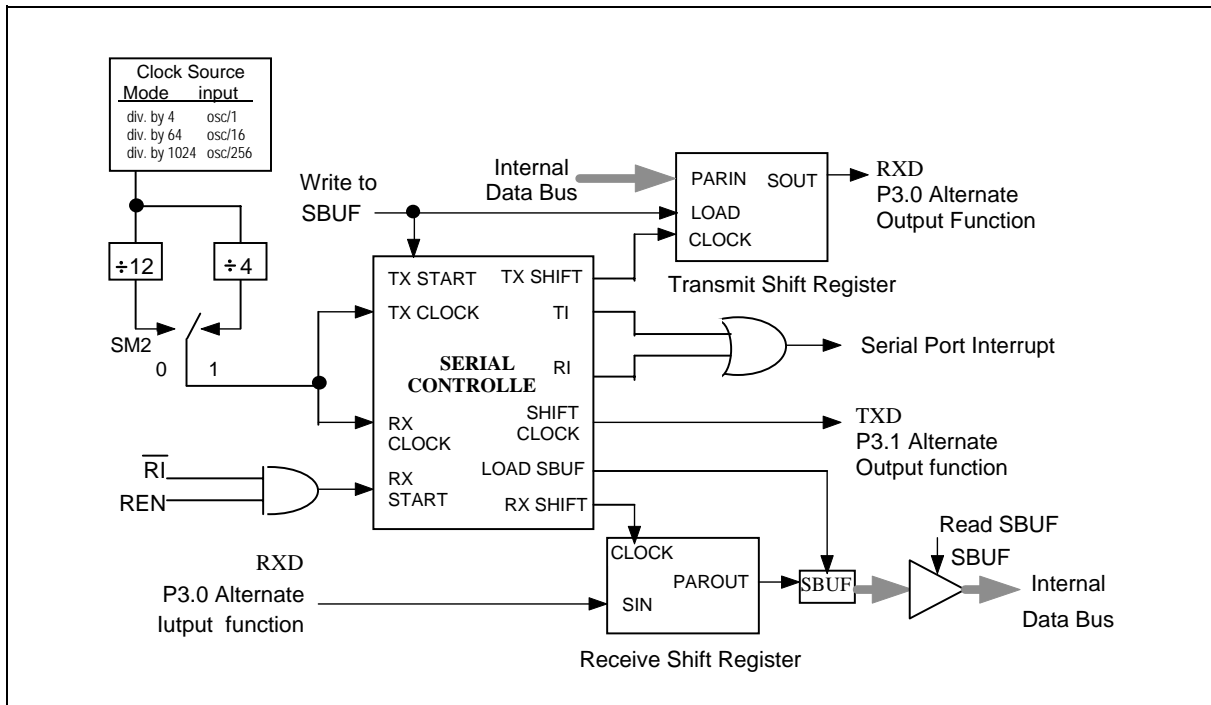 Clock Source
Mode input
div. by 4 osc/1
div. by 64 osc/16
div. by 1024 osc/256
÷12
÷4
SM2
0 1
Write to
SBUF
Internal
Data Bus
PARIN SOUT
LOAD
CLOCK
Transmit Shift Register
RXD
P3.0 Alternate
Output Function
TX START TX SHIFT
TX CLOCK TI
SERIAL
CONTROLLE
RI
RX
CLOCK
SHIFT
CLOCK
LOAD SBUF
RX
START
RX SHIFT
Serial Port Interrupt
TXD
P3.1 Alternate
Output function
RI
REN
RXD
P3.0 Alternate
Iutput function
CLOCK
PAROUT
SIN
Receive Shift Register
SBUF
Read SBUF
SBUF
Internal
Data Bus